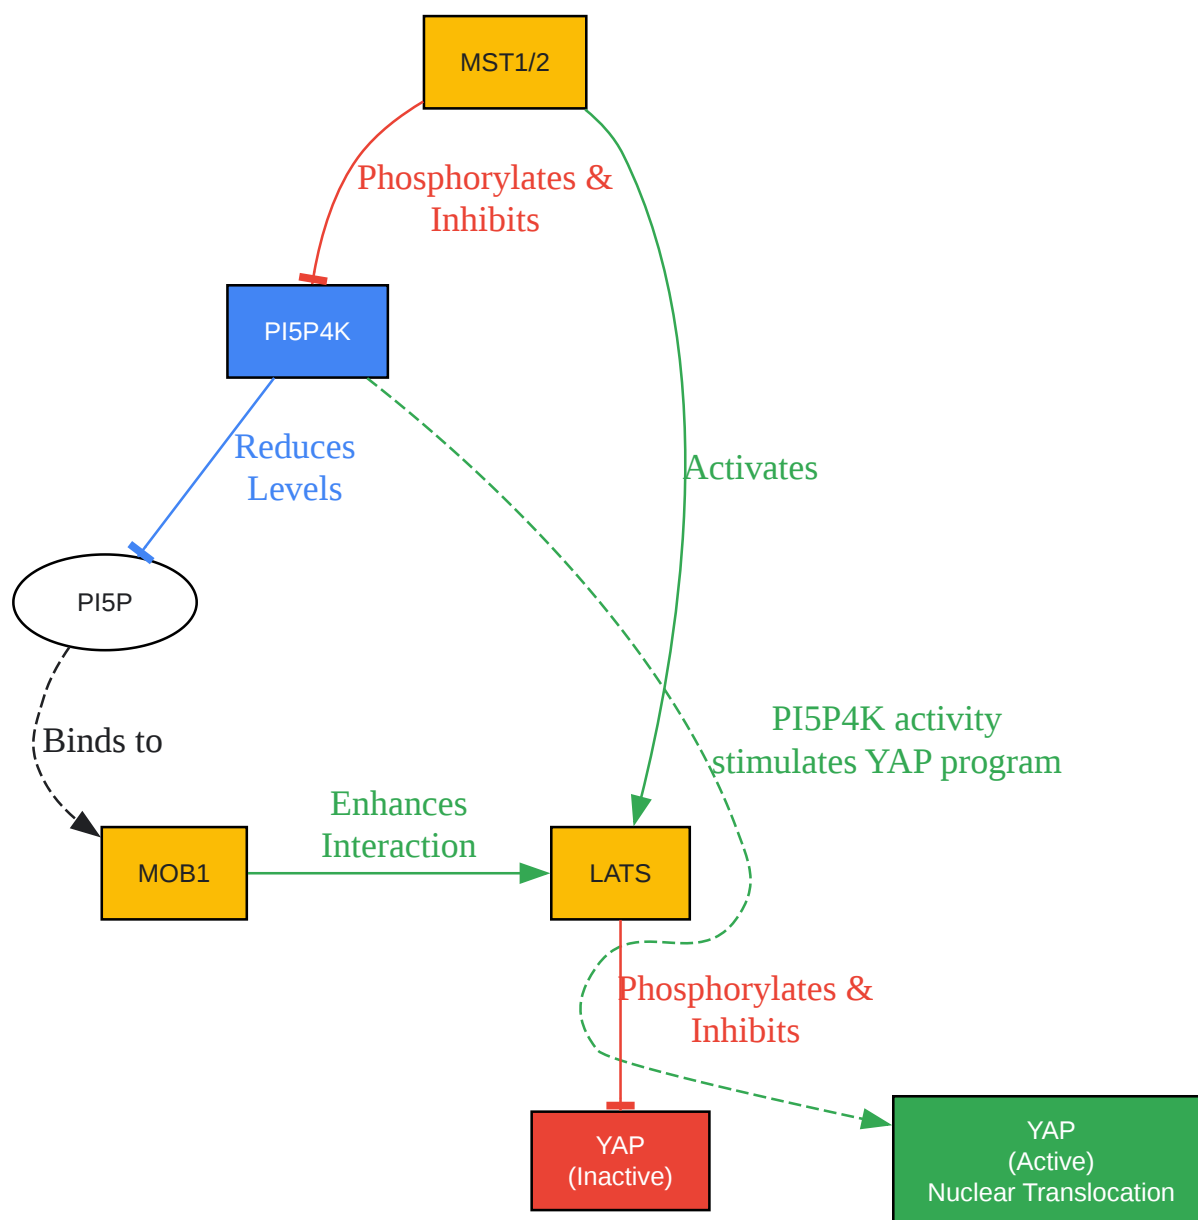 MST1/2
Phosphorylates &
Inhibits
PI5P4K
Reduces
Levels
Activates
PI5P
PI5P4K activity
stimulates YAP program
Binds to
Enhances
Interaction
MOB1
LATS
Phosphorylates &
Inhibits
YAP
(Inactive)
YAP
(Active)
Nuclear Translocation